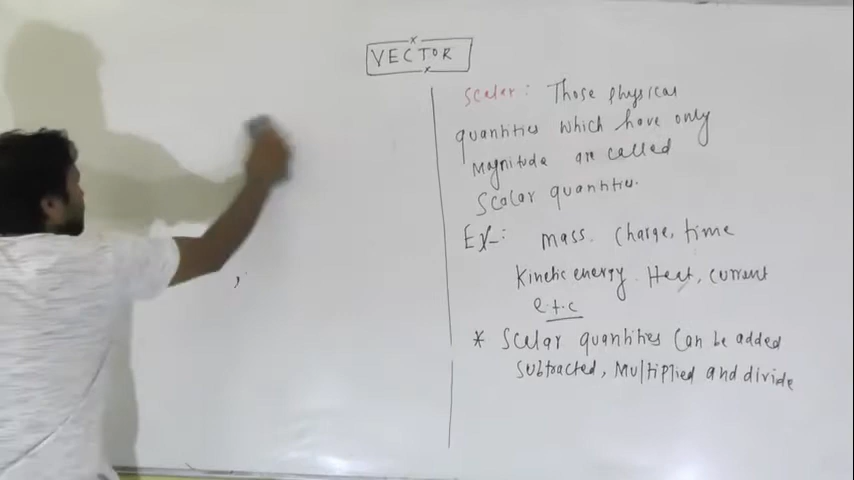 VECTOR
Scalar: Those physical
quantities which have only
magnitude are called
Scalar quantities.
Ex-: mass. Charge, time
Kinetic energy. Heat, current
e.t.c
* Scalar quantities can be added
subtracted, Multiplied and divide